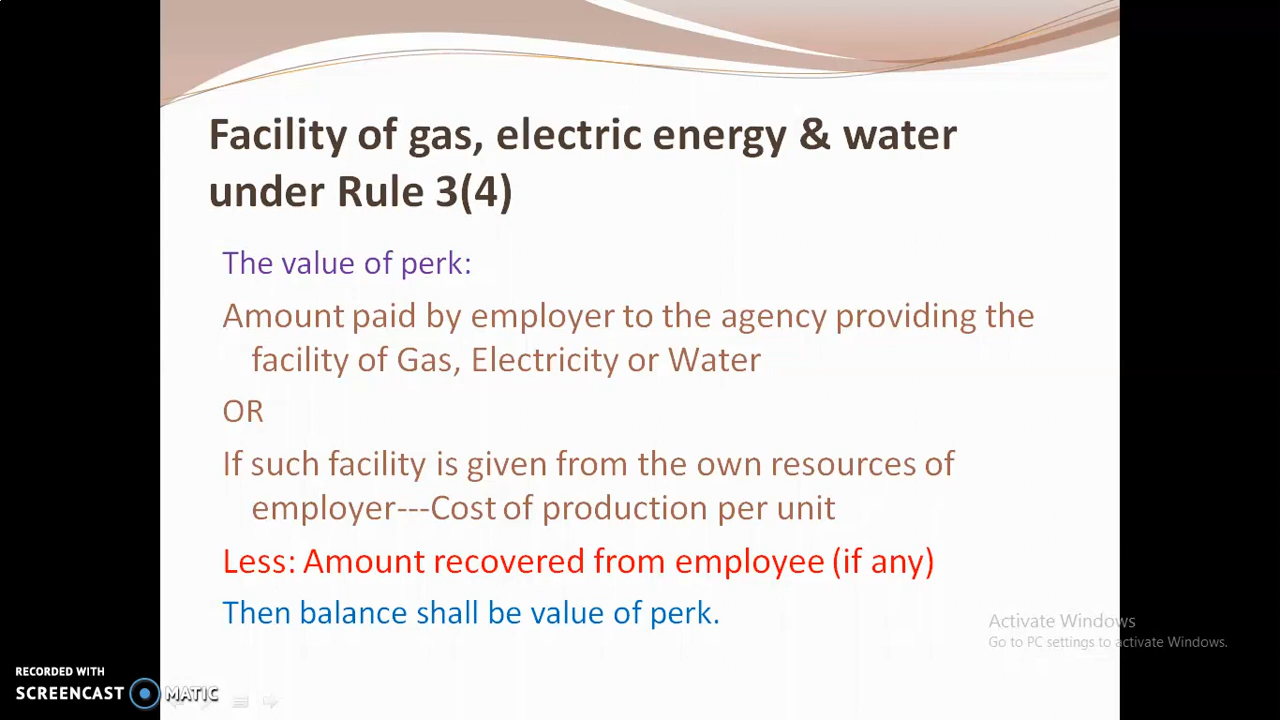 Facility of gas, electric energy & water
under Rule 3(4)
The value of perk:
Amount paid by employer to the agency providing the
facility of Gas, Electricity or Water
OR
If such facility is given from the own resources of
employer---Cost of production per unit
Less: Amount recovered from employee (if any)
Then balance shall be value of perk.
Activate Windows
Go to PC settings to activate Windows.
RECORDED WITH
SCREENCAST MATIC